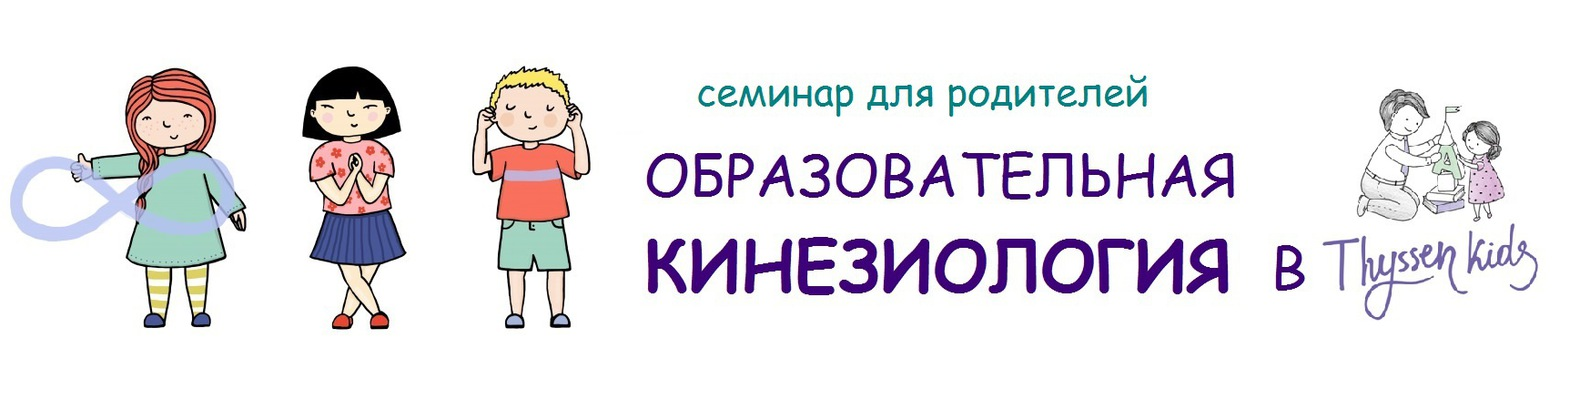 семинар для родителей
ОБРАЗОВАТЕЛЬНАЯ
КИНЕЗИОЛОГИЯ в Thyssen Kids
A